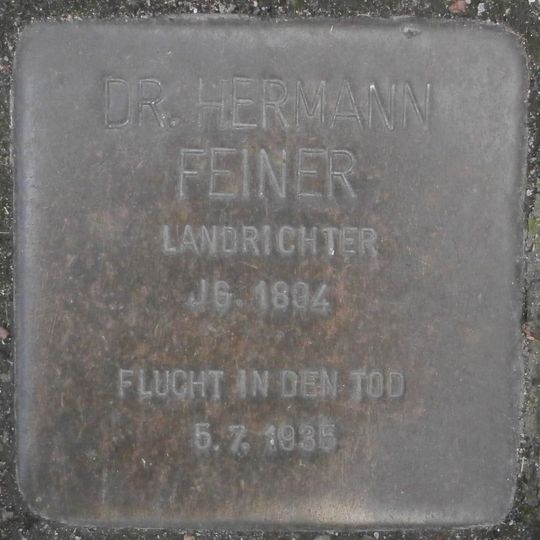 DR. HERMANN
FEINER
LANDRICHTER
JG. 1894
FLUCHT IN DEN TOD
5.7.1935